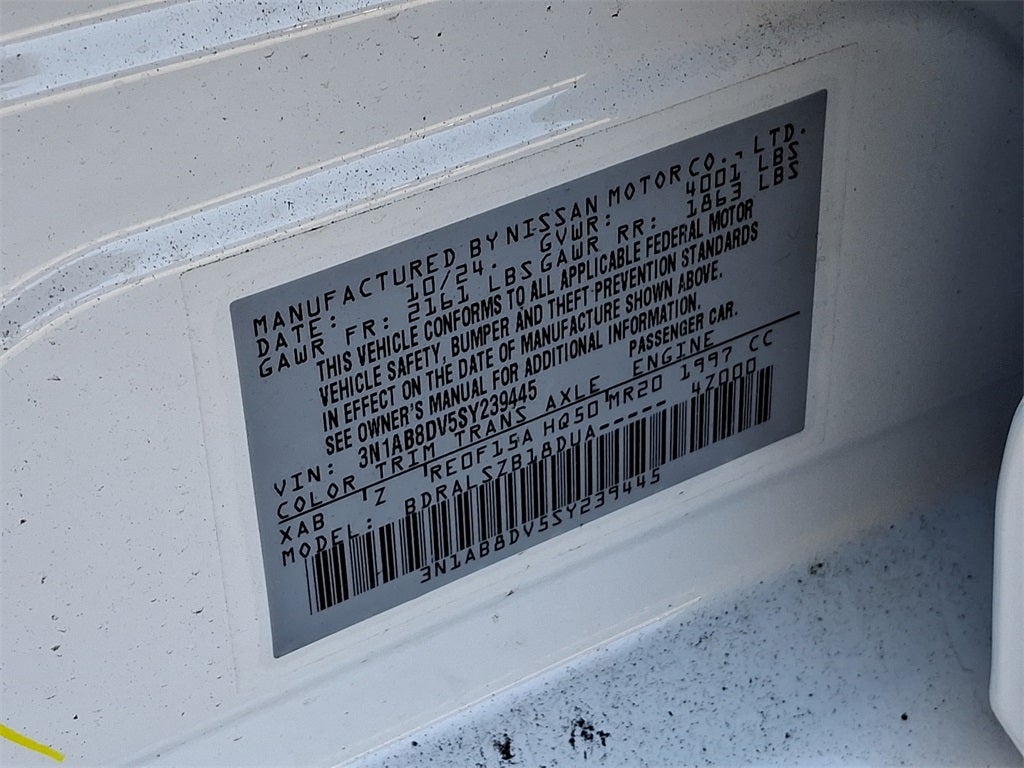 MANUFACTURED BY NISSAN MOTOR CO., LTD.
DATE: 10/24. GVWR: 4001 LBS
GAWR FR: 2161 LBS GAWR RR: 1863 LBS
THIS VEHICLE CONFORMS TO ALL APPLICABLE FEDERAL MOTOR
VEHICLE SAFETY, BUMPER AND THEFT PREVENTION STANDARDS
IN EFFECT ON THE DATE OF MANUFACTURE SHOWN ABOVE.
SEE OWNER'S MANUAL FOR ADDITIONAL INFORMATION.
VIN: 3N1AB8DV5SY239445 PASSENGER CAR.
COLOR TRIM TRANS AXLE ENGINE
XAB Z RE0F15A HQ50 MR20 1997 CC
MODEL: BDRALSZB18DUA---- 47000
3N1AB8DV5SY239445